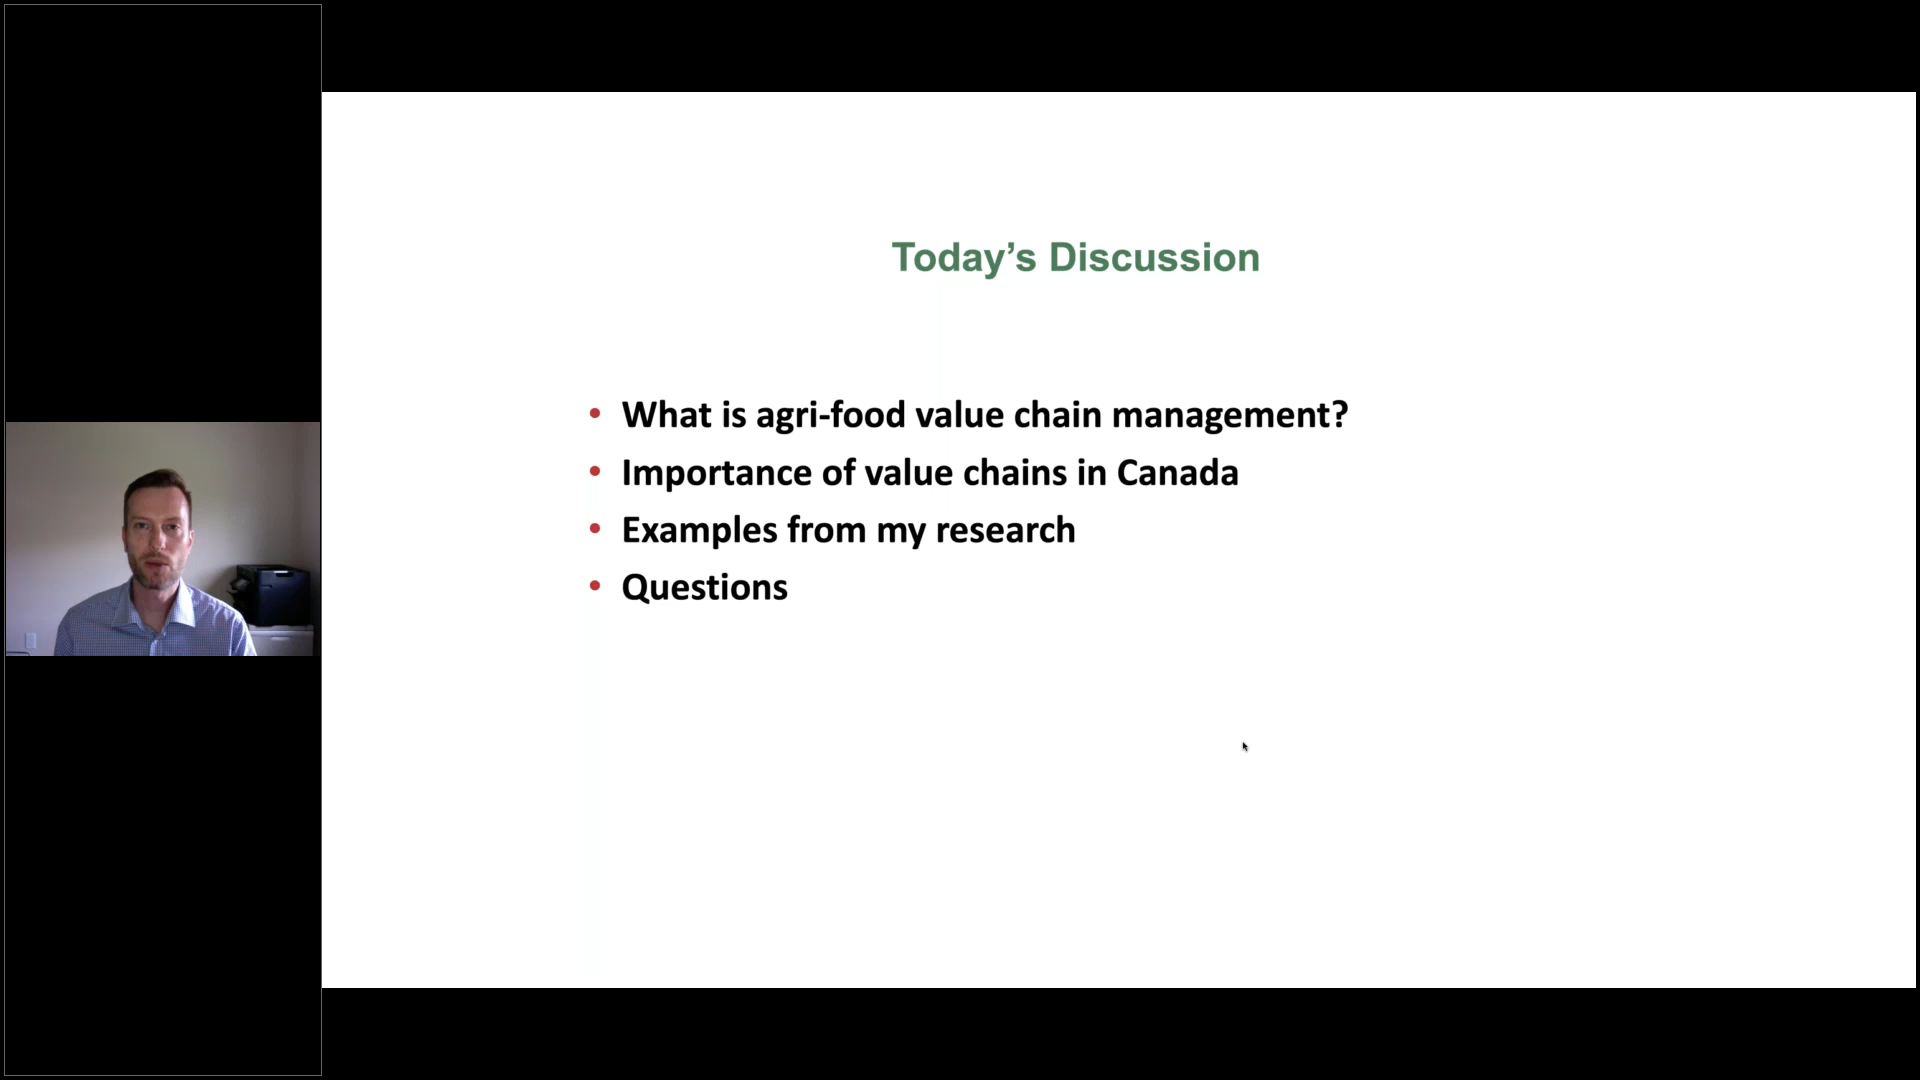 Today’s Discussion
• What is agri-food value chain management?
• Importance of value chains in Canada
• Examples from my research
• Questions